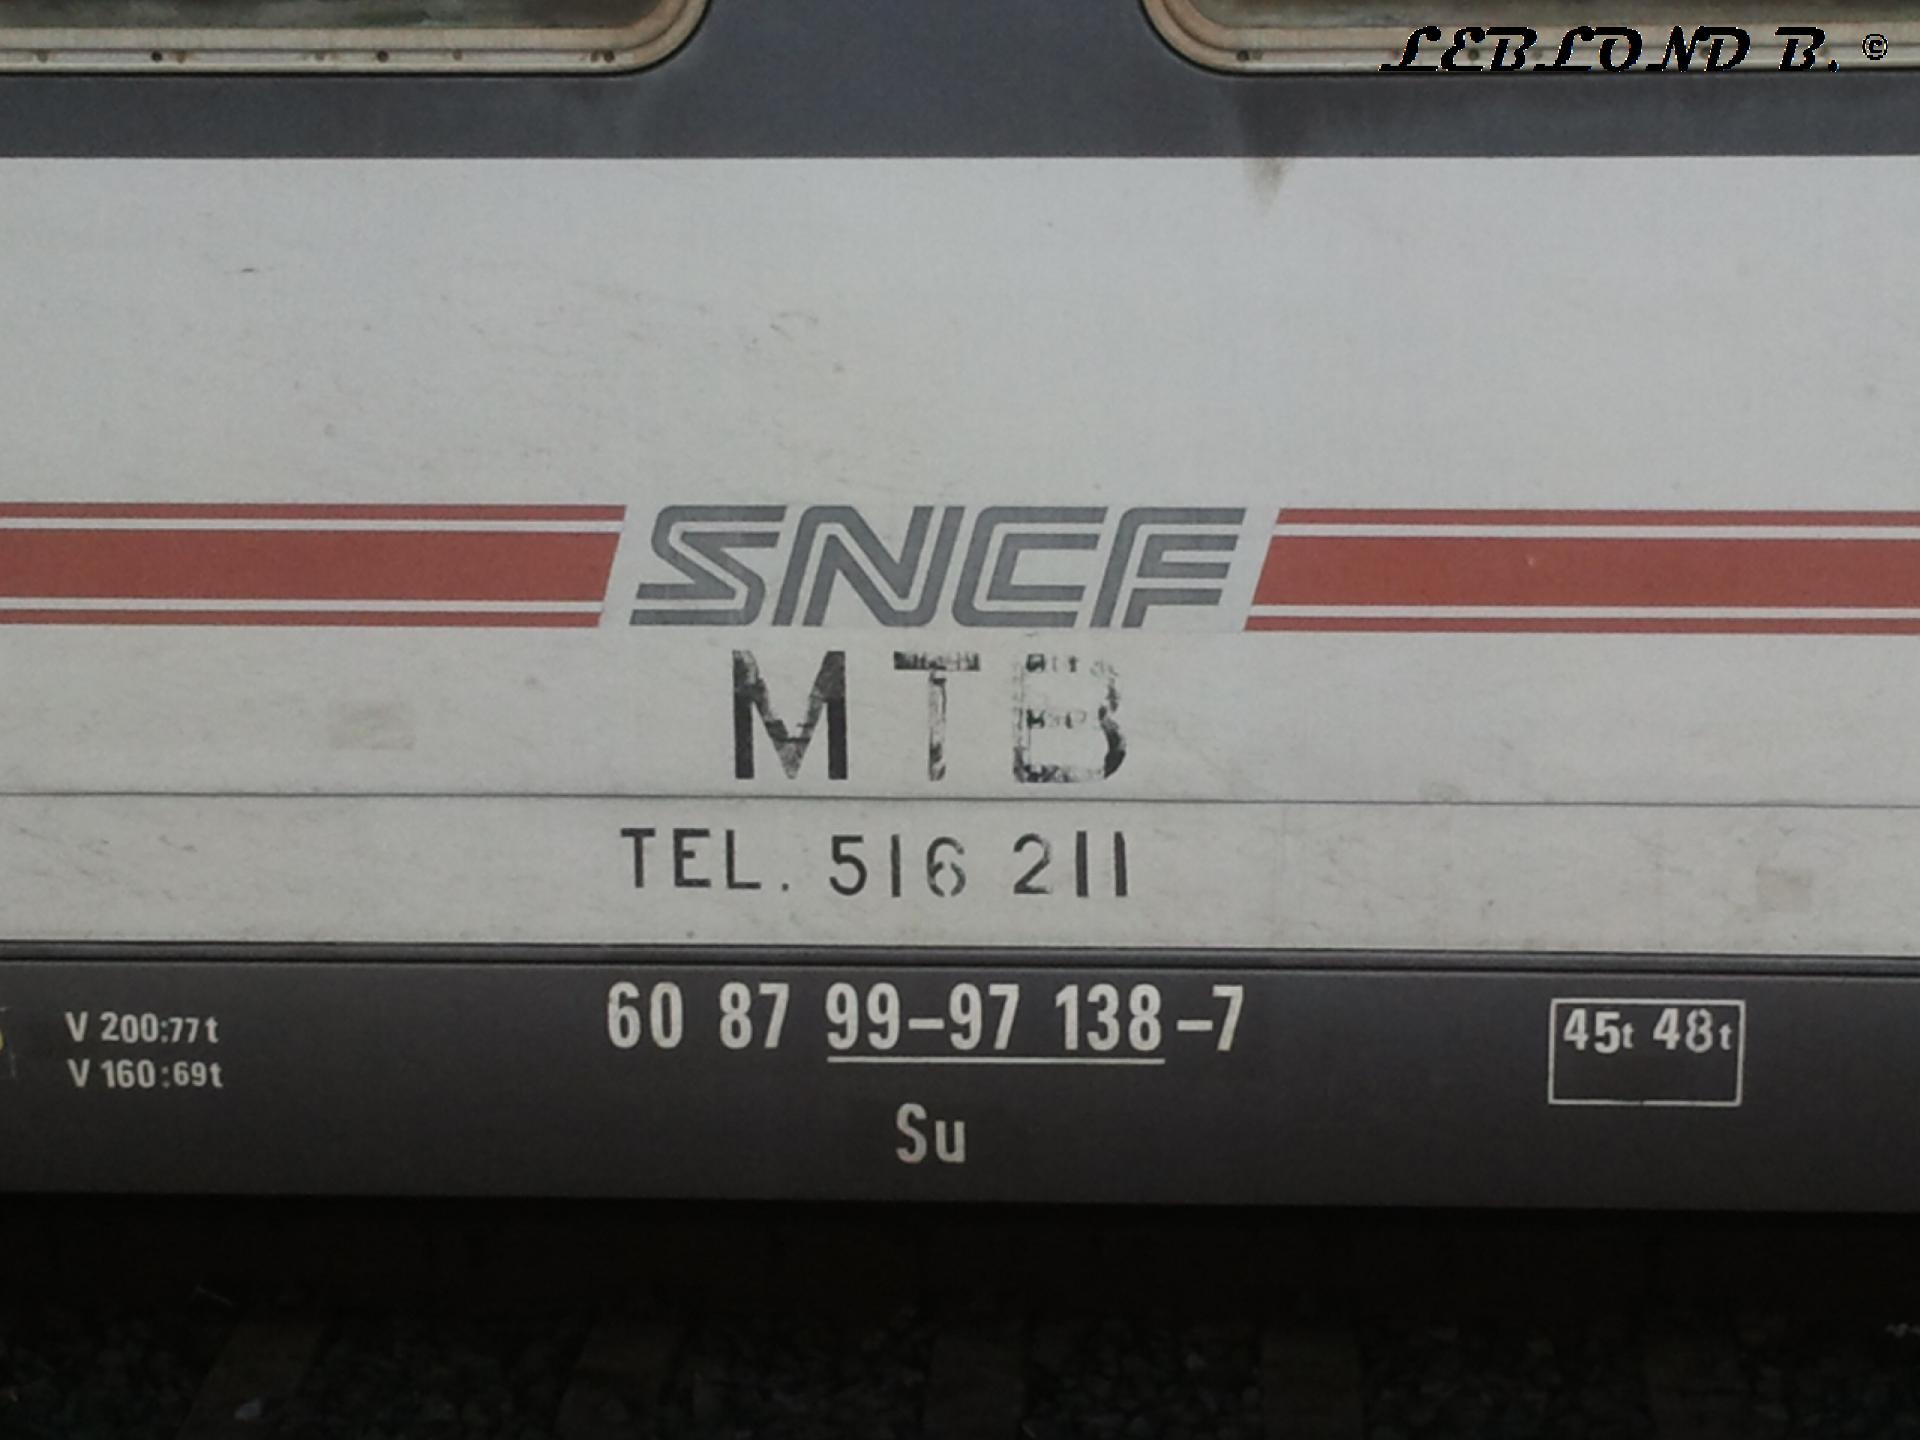 LEBLOND B. ©
SNCF
MTB
TEL. 516 211
60 87 99-97 138-7
V 200:77t
V 160:69t
45t 48t
Su